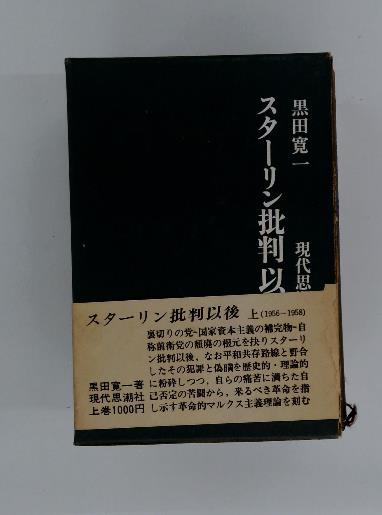 黒田寛一
スターリン批判以
現代思
スターリン批判以後 上(1956-1958)
裏切りの党-国家資本主義の補完物-自
称前衛党の頽廃の根元を抉りスターリ
ン批判以後、なお平和共存路線と野合
したその犯罪と偽瞞を歴史的・理論的
に粉砕しつつ、自らの痛苦に満ちた自
己否定の苦闘から、来るべき革命を指
し示す革命的マルクス主義理論を刻む
黒田寛一著
現代思潮社
上巻1000円